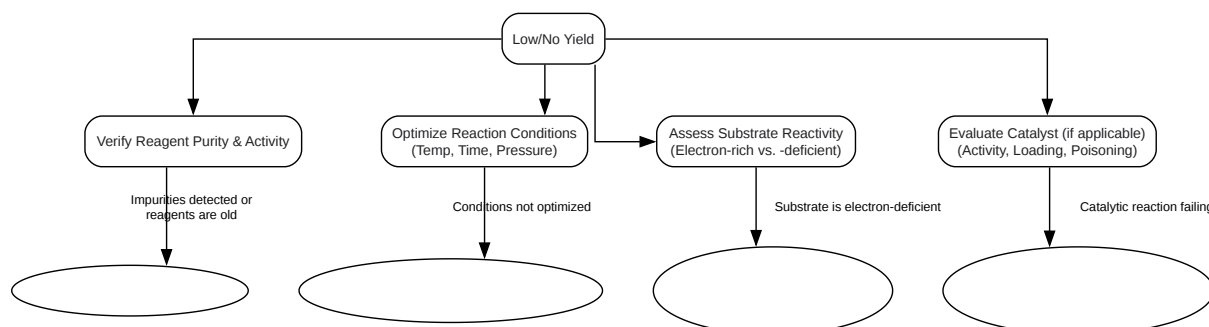 Low/No Yield
Verify Reagent Purity & Activity
Optimize Reaction Conditions
(Temp, Time, Pressure)
Assess Substrate Reactivity
(Electron-rich vs. -deficient)
Evaluate Catalyst (if applicable)
(Activity, Loading, Poisoning)
Impurities detected or
reagents are old
Conditions not optimized
Substrate is electron-deficient
Catalytic reaction failing